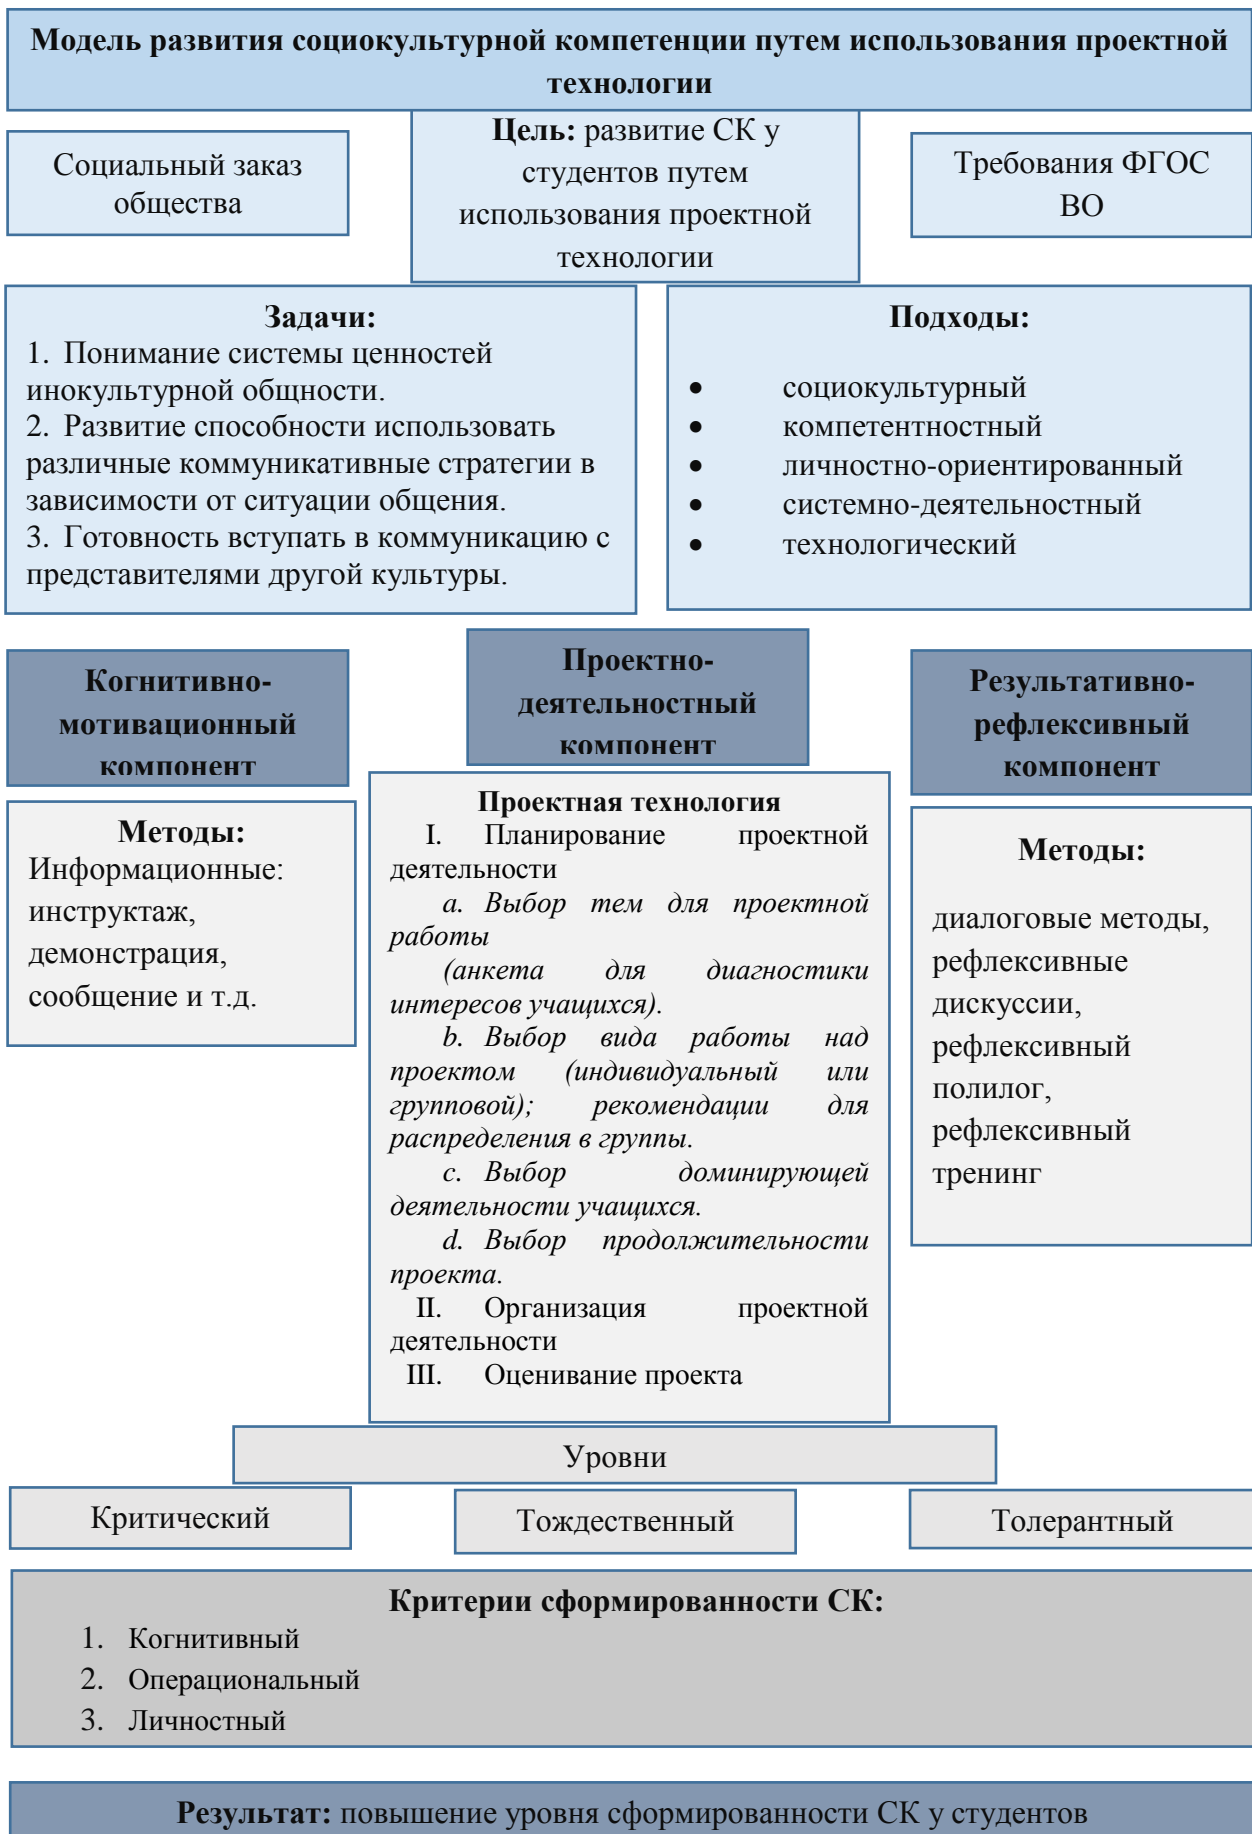 Модель развития социокультурной компетенции путем использования проектной
технологии
Социальный заказ
общества
Цель: развитие СК у
студентов путем
использования проектной
технологии
Требования ФГОС
ВО
Задачи:
1. Понимание системы ценностей
инокультурной общности.
2. Развитие способности использовать
различные коммуникативные стратегии в
зависимости от ситуации общения.
3. Готовность вступать в коммуникацию с
представителями другой культуры.
Подходы:
• социокультурный
• компетентностный
• личностно-ориентированный
• системно-деятельностный
• технологический
Когнитивно-
мотивационный
компонент
Проектно-
деятельностный
компонент
Результативно-
рефлексивный
компонент
Методы:
Информационные:
инструктаж,
демонстрация,
сообщение и т.д.
Проектная технология
I. Планирование проектной
деятельности
a. Выбор тем для проектной
работы
(анкета для диагностики
интересов учащихся).
b. Выбор вида работы над
проектом (индивидуальный или
групповой); рекомендации для
распределения в группы.
c. Выбор доминирующей
деятельности учащихся.
d. Выбор продолжительности
проекта.
II. Организация проектной
деятельности
III. Оценивание проекта
Методы:
диалоговые методы,
рефлексивные
дискуссии,
рефлексивный
полилог,
рефлексивный
тренинг
Уровни
Критический
Тождественный
Толерантный
Критерии сформированности СК:
1. Когнитивный
2. Операциональный
3. Личностный
Результат: повышение уровня сформированности СК у студентов